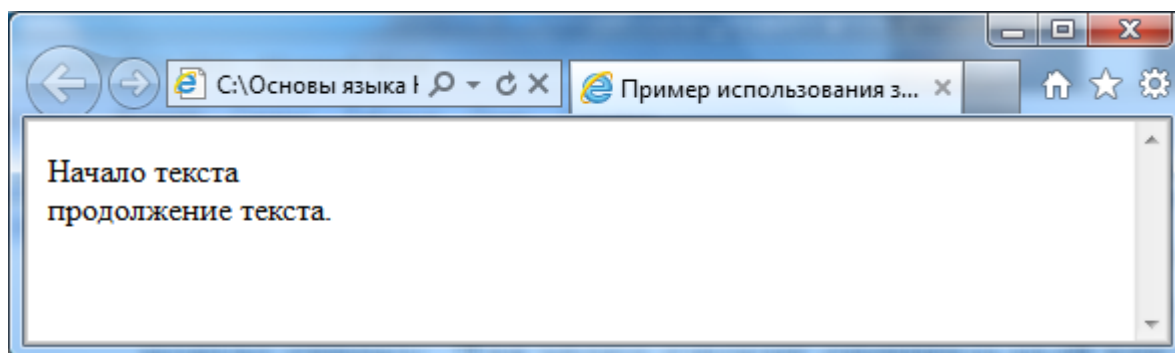 C:\Основы языка
Пример использования з...
Начало текста
продолжение текста.